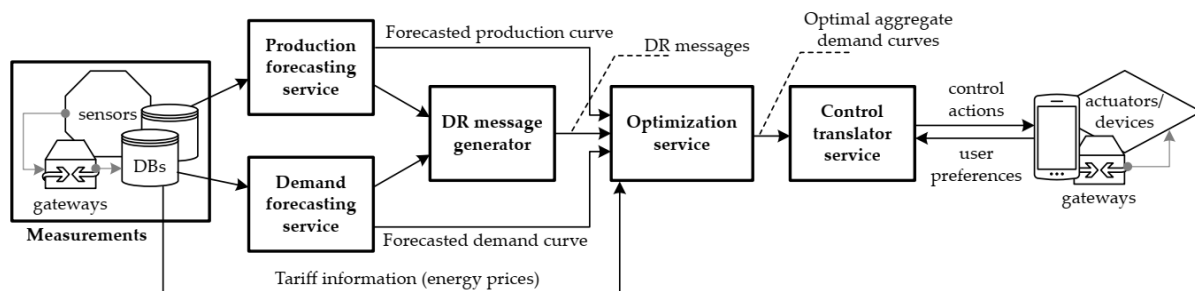 Measurements
sensors
DBs
gateways
Production
forecasting
service
Demand
forecasting
service
Forecasted production curve
Forecasted demand curve
Tariff information (energy prices)
DR message
generator
DR messages
Optimization
service
Optimal aggregate
demand curves
Control
translator
service
control
actions
user
preferences
actuators/
devices
gateways